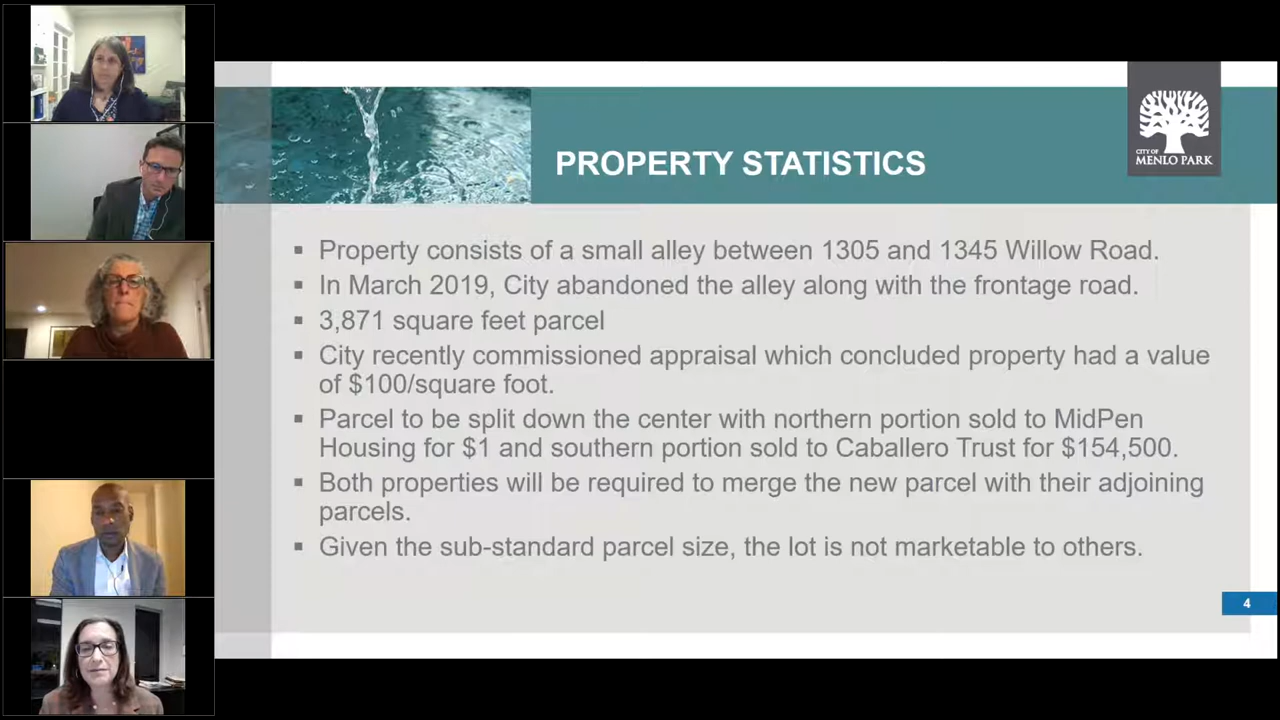 CITY OF
MENLO PARK
PROPERTY STATISTICS
▪ Property consists of a small alley between 1305 and 1345 Willow Road.
▪ In March 2019, City abandoned the alley along with the frontage road.
▪ 3,871 square feet parcel
▪ City recently commissioned appraisal which concluded property had a value
of $100/square foot.
▪ Parcel to be split down the center with northern portion sold to MidPen
Housing for $1 and southern portion sold to Caballero Trust for $154,500.
▪ Both properties will be required to merge the new parcel with their adjoining
parcels.
▪ Given the sub-standard parcel size, the lot is not marketable to others.
4